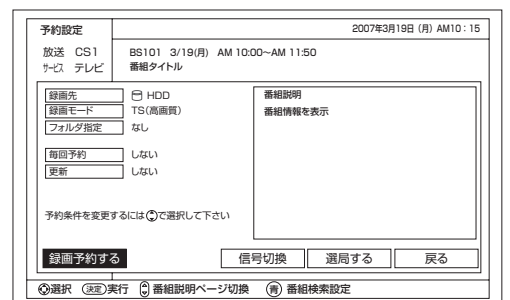 予約設定 2007年3月19日 (月) AM10：15
放送 CS1 BS101 3/19(月) AM 10:00〜AM 11:50
サービス テレビ 番組タイトル
録画先 HDD 番組説明
録画モード TS(高画質) 番組情報を表示
フォルダ指定 なし
毎回予約 しない
更新 しない
予約条件を変更するには で選択して下さい
録画予約する 信号切換 選局する 戻る
選択 決定 実行 番組説明ページ切換 青 番組検索設定